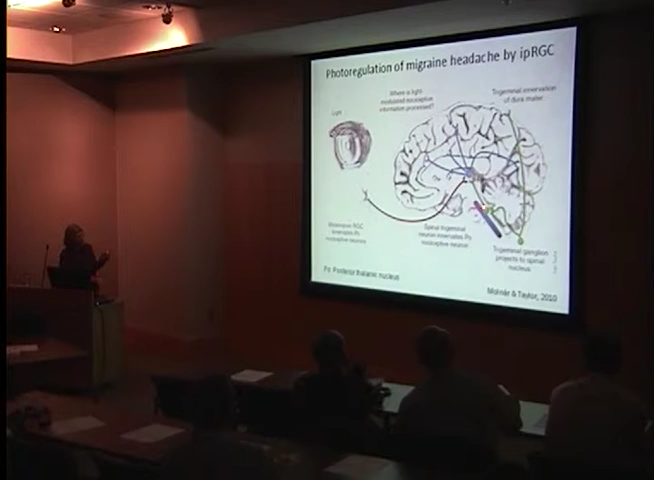 Photoregulation of migraine headache by ipRGC
Where is light-
modulated nociceptive
information processed?
Trigeminal innervation
of dura mater
Light
Melanopsin RGC
innervates Po
nociceptive neurons
Spinal trigeminal
neuron innervates Po
nociceptive neuron
Trigeminal ganglion
projects to spinal
nucleus
Po: Posterior thalamic nucleus
Molnár & Taylor, 2010